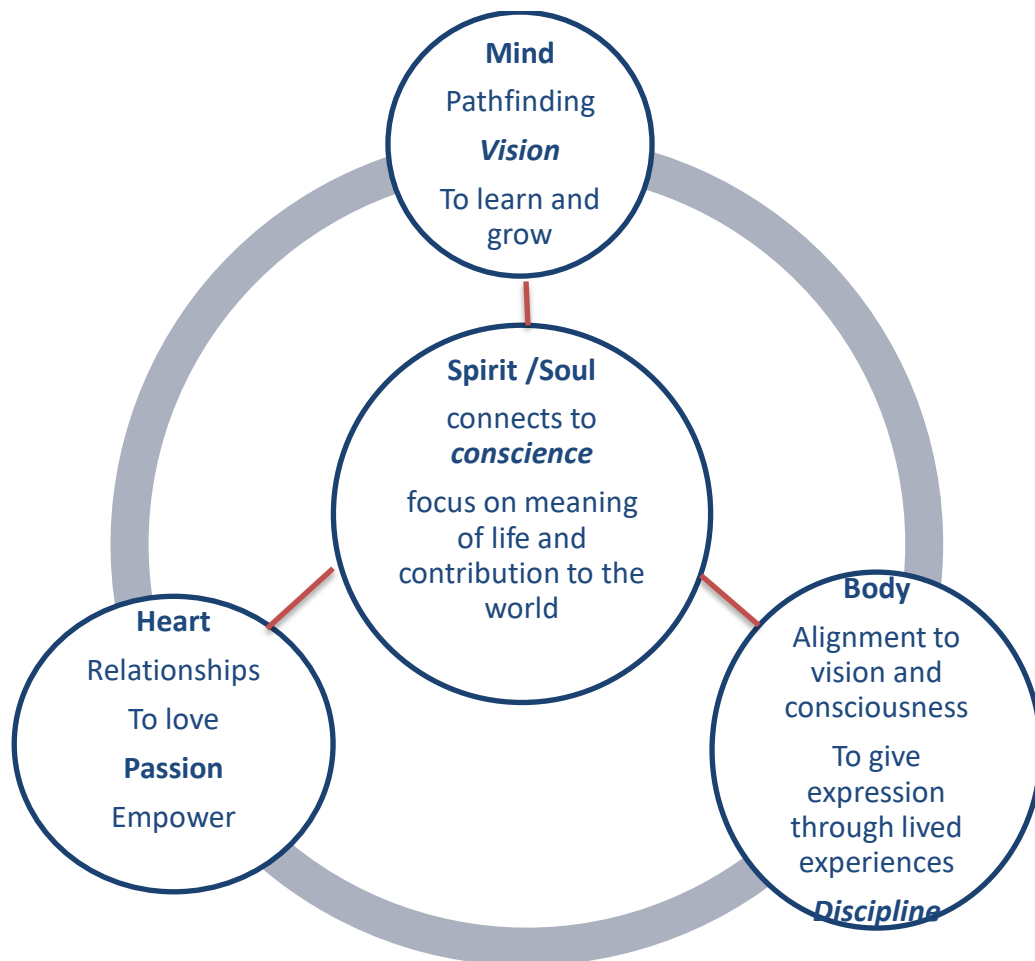 Mind
Pathfinding
Vision
To learn and
grow
Spirit /Soul
connects to
conscience
focus on meaning
of life and
contribution to the
world
Heart
Relationships
To love
Passion
Empower
Body
Alignment to
vision and
consciousness
To give
expression
through lived
experiences
Discipline